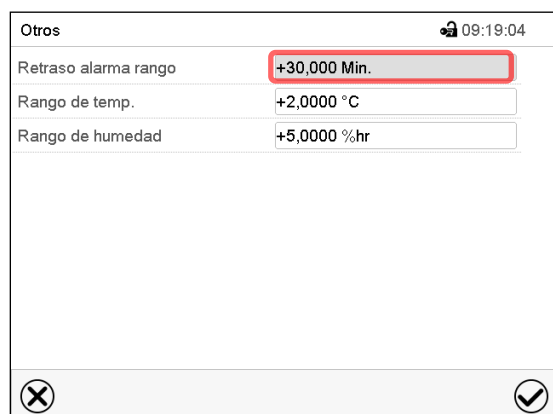 Otros 09:19:04
Retraso alarma rango +30,000 Min.
Rango de temp. +2,0000 °C
Rango de humedad +5,0000 %hr